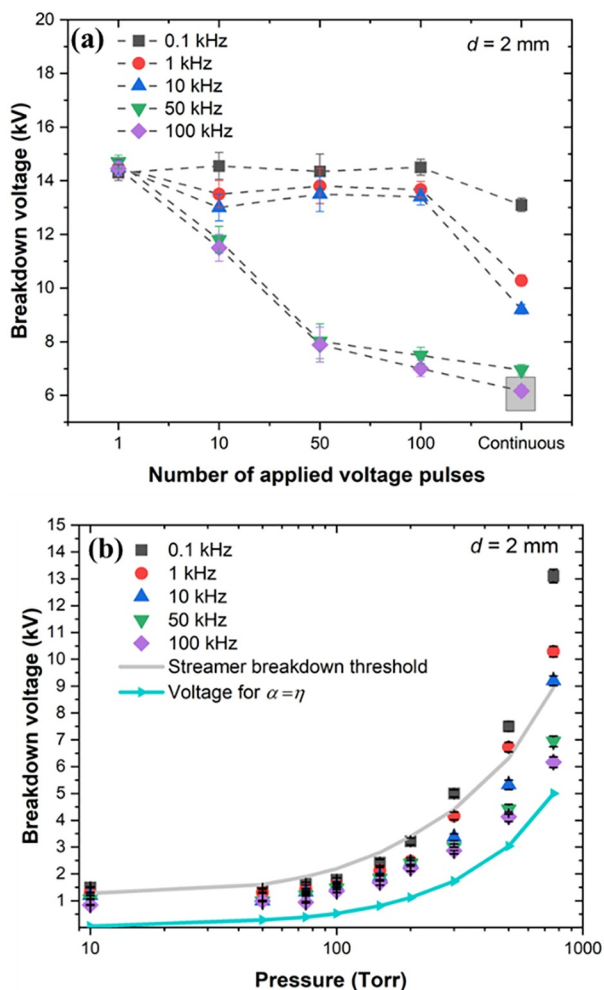 (a)
0.1 kHz
1 kHz
10 kHz
50 kHz
100 kHz
d = 2 mm
Breakdown voltage (kV)
20
18
16
14
12
10
8
6
1 10 50 100 Continuous
Number of applied voltage pulses
(b)
0.1 kHz
1 kHz
10 kHz
50 kHz
100 kHz
Streamer breakdown threshold
Voltage for α=η
d = 2 mm
Breakdown voltage (kV)
15
14
13
12
11
10
9
8
7
6
5
4
3
2
1
10 100 1000
Pressure (Torr)